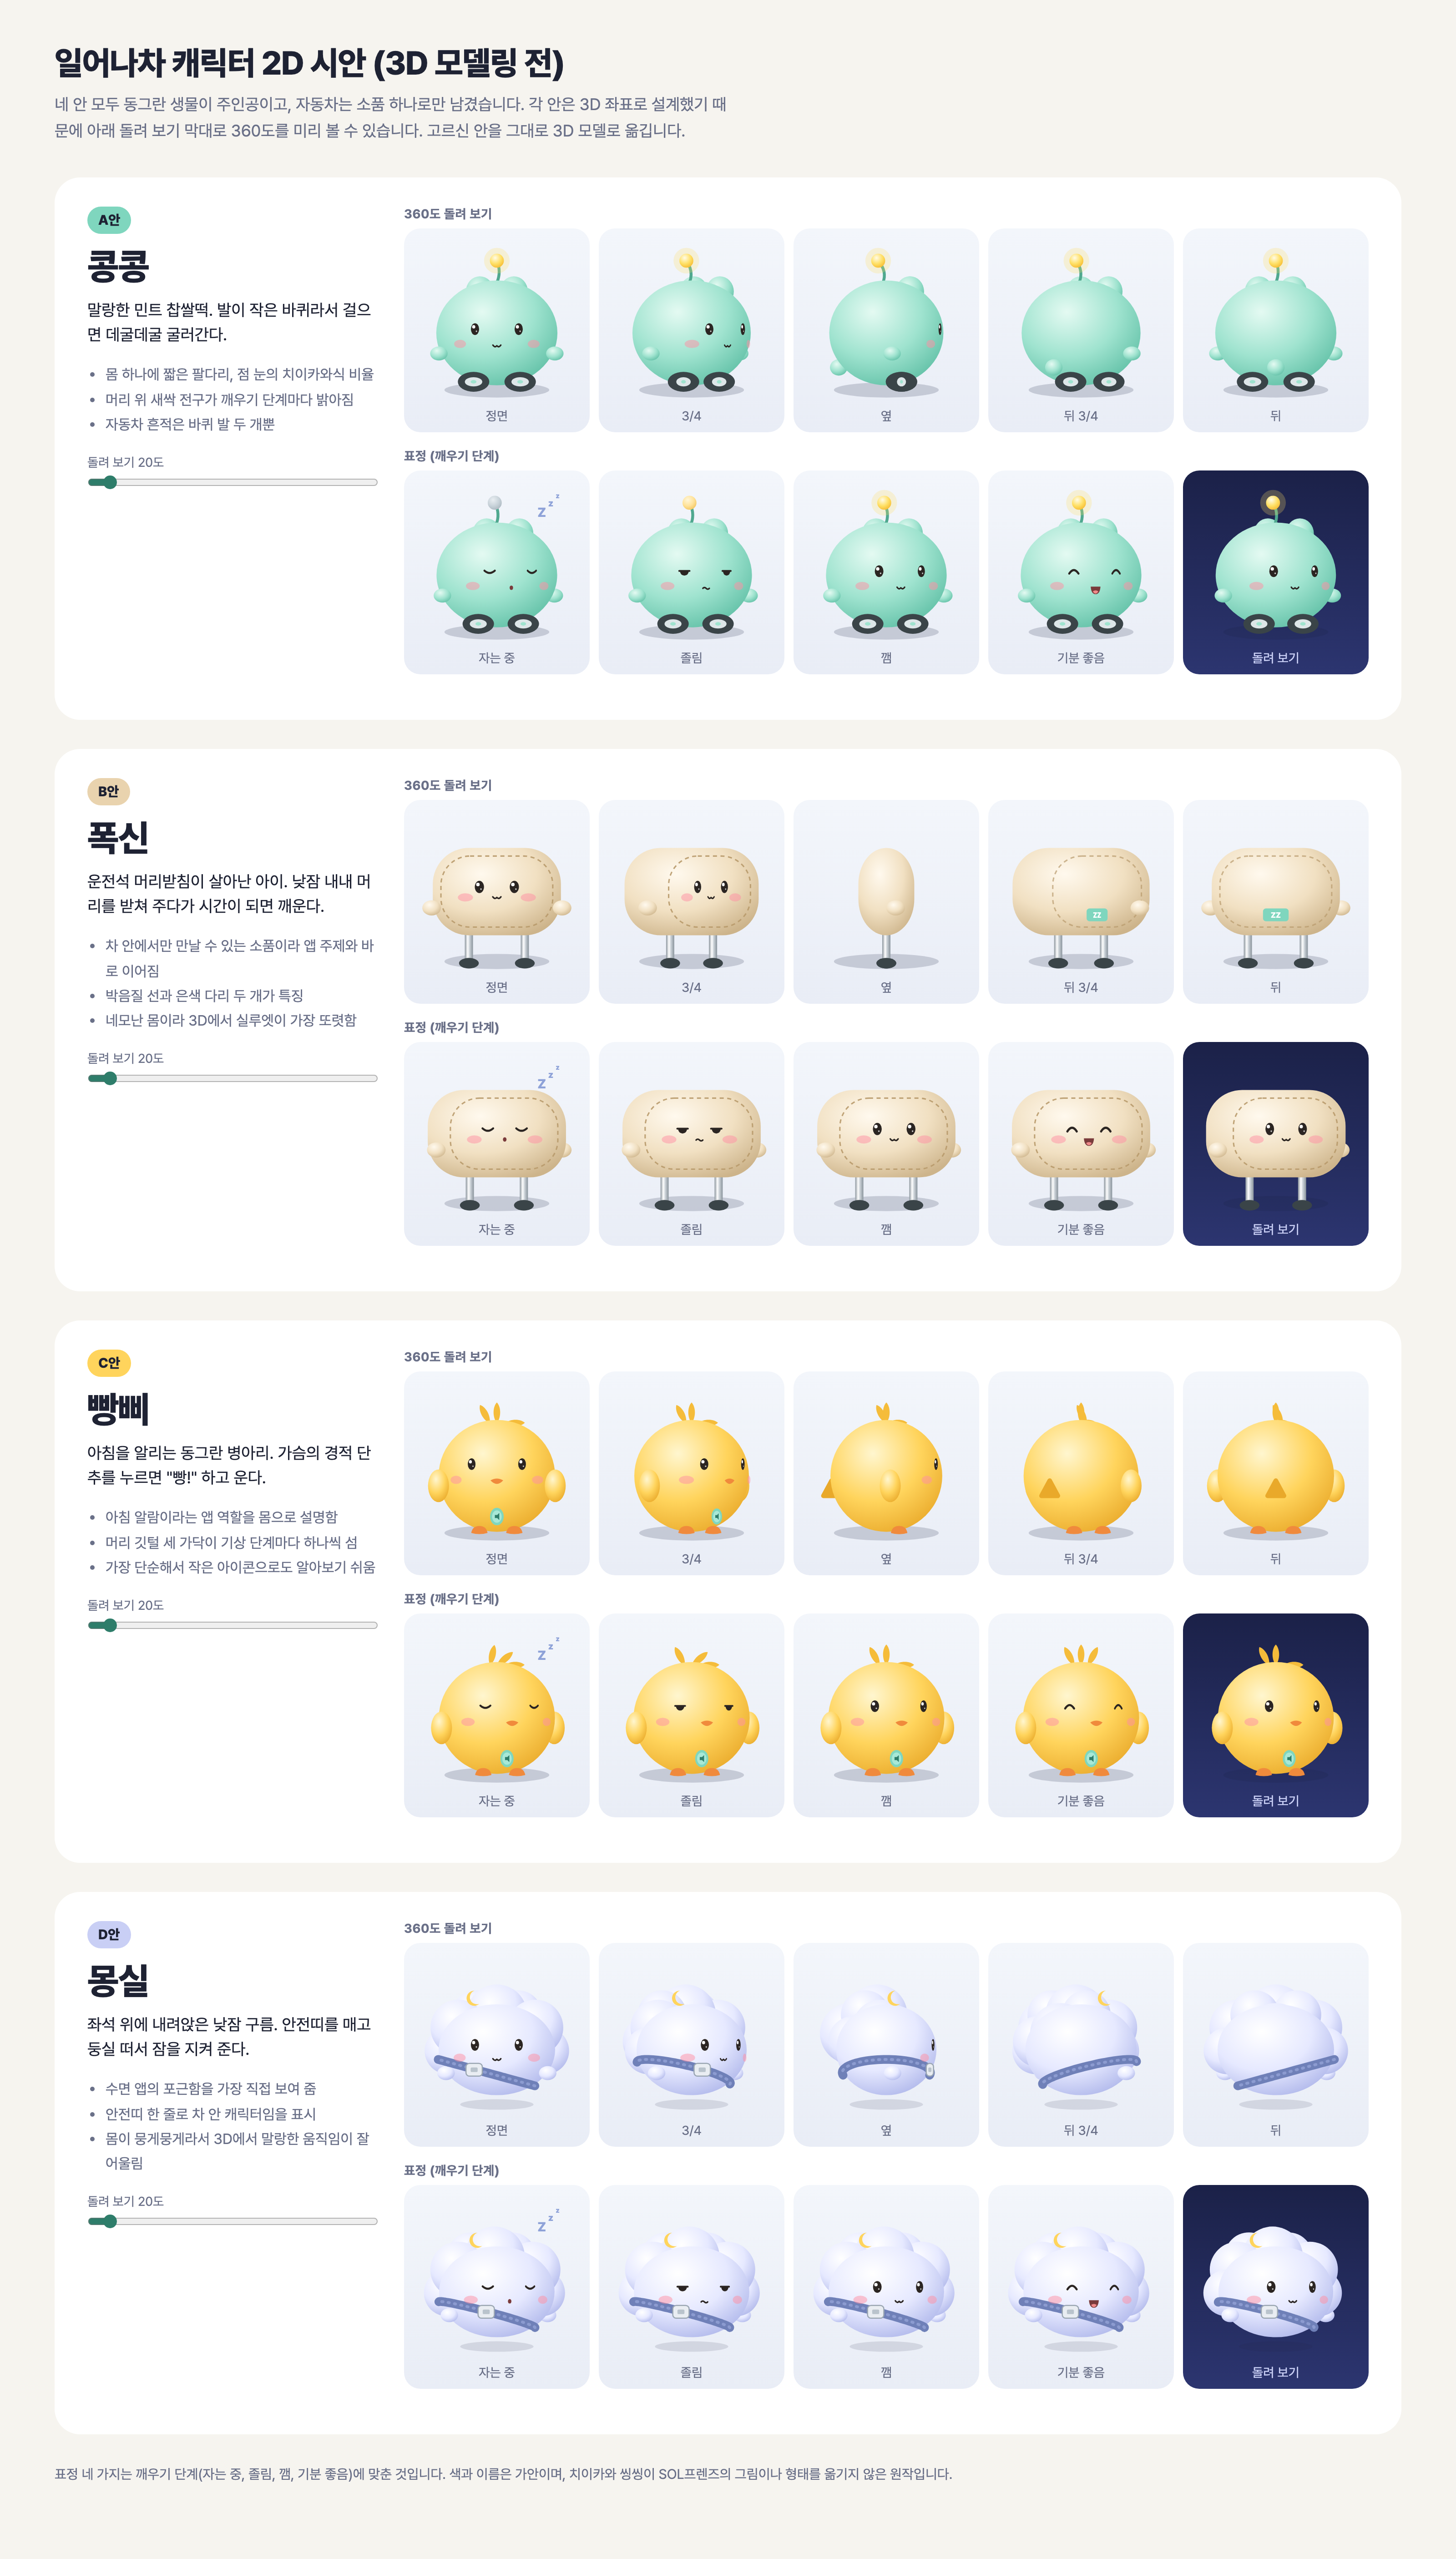 일어나차 캐릭터 2D 시안 (3D 모델링 전)
네 안 모두 동그란 생물이 주인공이고, 자동차는 소품 하나로만 남겼습니다. 각 안은 3D 좌표로 설계했기 때
문에 아래 돌려 보기 막대로 360도를 미리 볼 수 있습니다. 고르신 안을 그대로 3D 모델로 옮깁니다.
A안
콩콩
말랑한 민트 찹쌀떡. 발이 작은 바퀴라서 걸으
면 데굴데굴 굴러간다.
• 몸 하나에 짧은 팔다리, 점 눈의 치이카와식 비율
• 머리 위 새싹 전구가 깨우기 단계마다 밝아짐
• 자동차 흔적은 바퀴 발 두 개뿐
돌려 보기 20도
360도 돌려 보기
정면
3/4
옆
뒤 3/4
뒤
표정 (깨우기 단계)
z z z
자는 중
졸림
깸
기분 좋음
돌려 보기
B안
폭신
운전석 머리받침이 살아난 아이. 낮잠 내내 머
리를 받쳐 주다가 시간이 되면 깨운다.
• 차 안에서만 만날 수 있는 소품이라 앱 주제와 바
로 이어짐
• 박음질 선과 은색 다리 두 개가 특징
• 네모난 몸이라 3D에서 실루엣이 가장 또렷함
돌려 보기 20도
360도 돌려 보기
정면
3/4
옆
zz
뒤 3/4
zz
뒤
표정 (깨우기 단계)
z z z
자는 중
졸림
깸
기분 좋음
돌려 보기
C안
빵삐
아침을 알리는 동그란 병아리. 가슴의 경적 단
추를 누르면 "빵!" 하고 운다.
• 아침 알람이라는 앱 역할을 몸으로 설명함
• 머리 깃털 세 가닥이 기상 단계마다 하나씩 섬
• 가장 단순해서 작은 아이콘으로도 알아보기 쉬움
돌려 보기 20도
360도 돌려 보기
정면
3/4
옆
뒤 3/4
뒤
표정 (깨우기 단계)
z z z
자는 중
졸림
깸
기분 좋음
돌려 보기
D안
몽실
좌석 위에 내려앉은 낮잠 구름. 안전띠를 매고
둥실 떠서 잠을 지켜 준다.
• 수면 앱의 포근함을 가장 직접 보여 줌
• 안전띠 한 줄로 차 안 캐릭터임을 표시
• 몸이 뭉게뭉게라서 3D에서 말랑한 움직임이 잘
어울림
돌려 보기 20도
360도 돌려 보기
정면
3/4
옆
뒤 3/4
뒤
표정 (깨우기 단계)
z z z
자는 중
졸림
깸
기분 좋음
돌려 보기
표정 네 가지는 깨우기 단계(자는 중, 졸림, 깸, 기분 좋음)에 맞춘 것입니다. 색과 이름은 가안이며, 치이카와 씽씽이 SOL프렌즈의 그림이나 형태를 옮기지 않은 원작입니다.